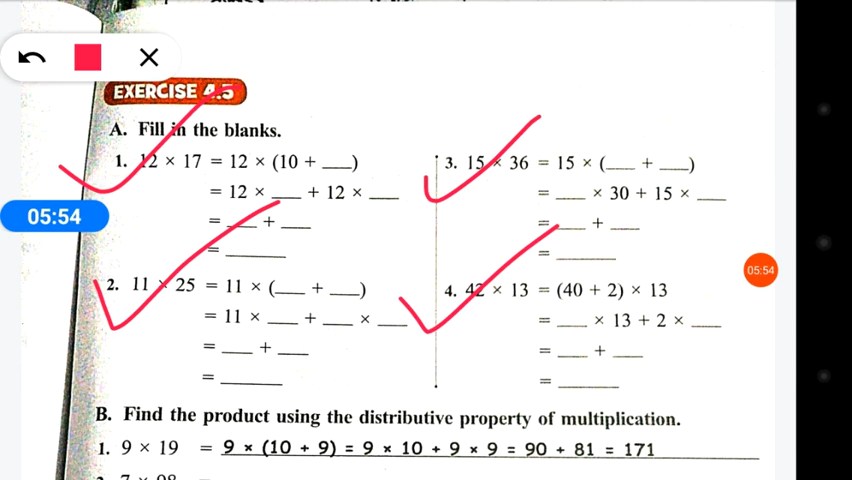 05:54
EXERCISE 4.5
A. Fill in the blanks.
1. 12 × 17 = 12 × (10 + ___)
= 12 × ___ + 12 × ___
= ___ + ___
= ______
2. 11 × 25 = 11 × (___ + ___)
= 11 × ___ + ___ × ___
= ___ + ___
= ______
3. 15 × 36 = 15 × (___ + ___)
= ___ × 30 + 15 × ___
= ___ + ___
= ______
4. 42 × 13 = (40 + 2) × 13
= ___ × 13 + 2 × ___
= ___ + ___
= ______
05:54
B. Find the product using the distributive property of multiplication.
1. 9 × 19 = 9 × (10 + 9) = 9 × 10 + 9 × 9 = 90 + 81 = 171